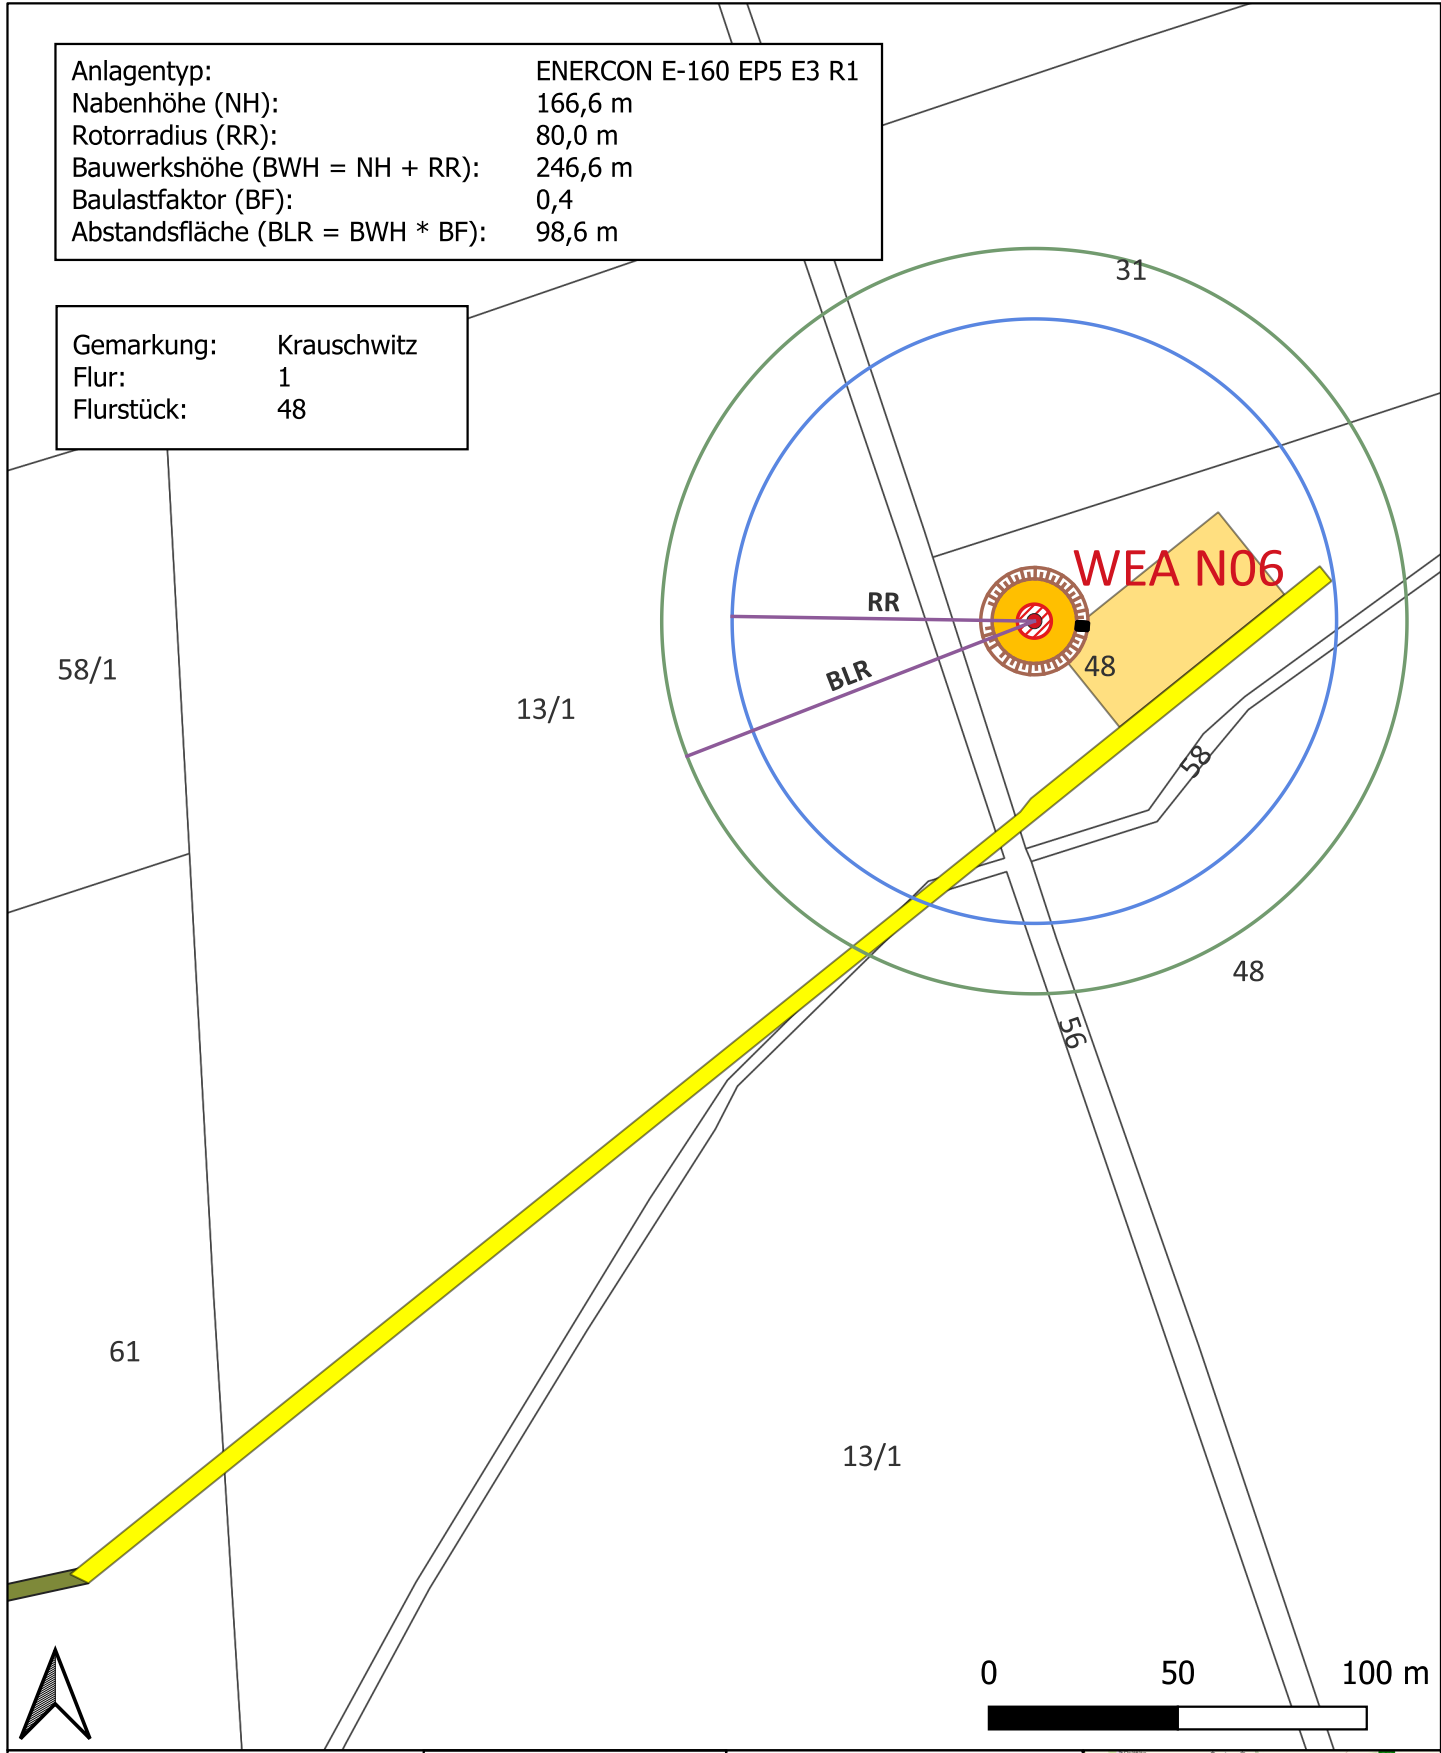 Anlagentyp: ENERCON E-160 EP5 E3 R1
Nabenhöhe (NH): 166,6 m
Rotorradius (RR): 80,0 m
Bauwerkshöhe (BWH = NH + RR): 246,6 m
Baulastfaktor (BF): 0,4
Abstandsfläche (BLR = BWH * BF): 98,6 m
31
Gemarkung: Krauschwitz
Flur: 1
Flurstück: 48
WEA N06
RR
48
BLR
58/1
13/1
58
48
56
61
13/1
0 50 100 m